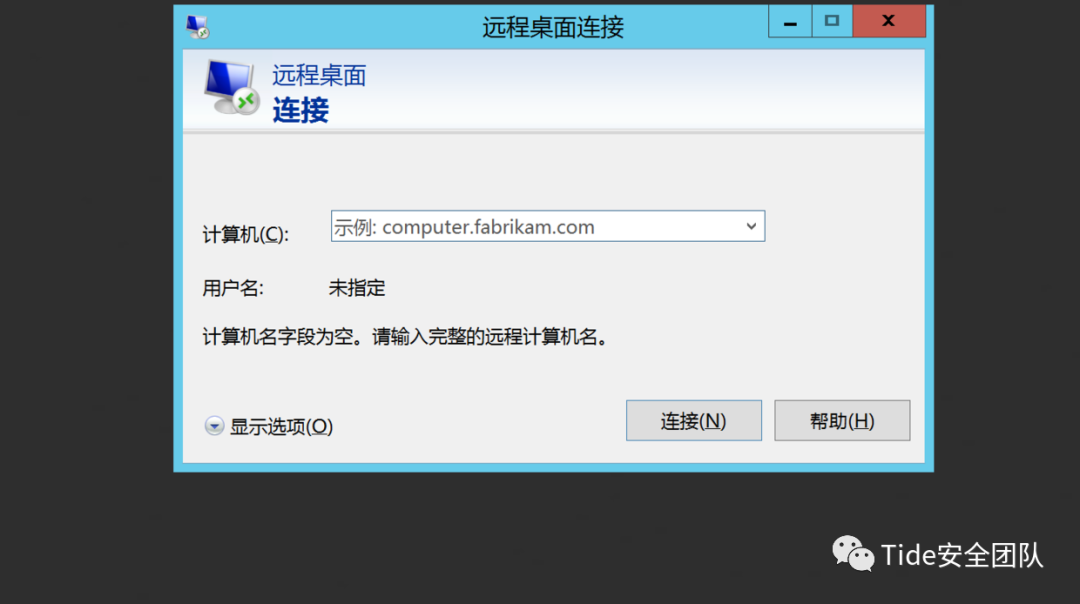 远程桌面连接
远程桌面
连接
计算机(C): 示例: computer.fabrikam.com
用户名: 未指定
计算机名字段为空。请输入完整的远程计算机名。
显示选项(O) 连接(N) 帮助(H)
Tide安全团队